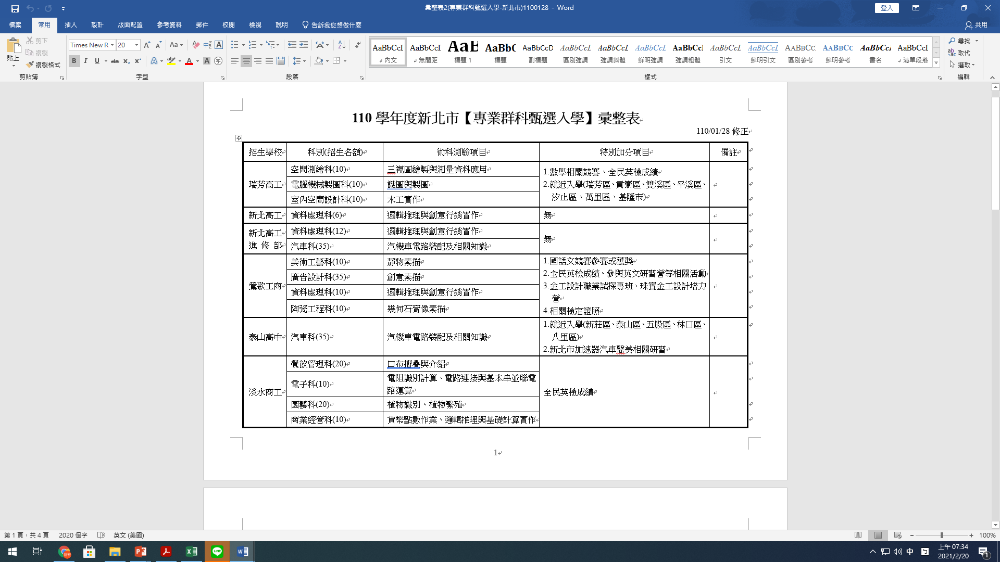 彙整表2(專業群科甄選入學-新北市)1100128 - Word
登入
檔案 常用 插入 設計 版面配置 參考資料 郵件 校閱 檢視 說明 告訴我您想做什麼 共用
貼上
剪下
複製
複製格式
剪貼簿
Times New R 20
字型
段落
AaBbCcI 內文
AaBbCcI 無間距
AaB 標題 1
AaBbC 標題
AaBbCcD 副標題
AaBbCcL 區別強調
AaBbCcL 強調斜體
AaBbCcL 鮮明強調
AaBbCcI 強調粗體
AaBbCcL 引文
AaBbCcL 鮮明引文
AABBCC 區別參考
AABBCC 鮮明參考
AaBbCcL 書名
AaBbCcI 清單段落
樣式
尋找
取代
選取
編輯
110 學年度新北市【專業群科甄選入學】彙整表
110/01/28 修正
招生學校 科別(招生名額) 術科測驗項目 特別加分項目 備註
瑞芳高工
空間測繪科(10) 三視圖繪製與測量資料應用
電腦機械製圖科(10) 識圖與製圖
室內空間設計科(10) 木工實作
1.數學相關競賽、全民英檢成績
2.就近入學(瑞芳區、貢寮區、雙溪區、平溪區、
汐止區、萬里區、基隆市)
新北高工 資料處理科(6) 邏輯推理與創意行銷實作 無
新北高工
進修部
資料處理科(12) 邏輯推理與創意行銷實作
汽車科(35) 汽機車電路裝配及相關知識
無
鶯歌工商
美術工藝科(10) 靜物素描
廣告設計科(35) 創意素描
資料處理科(10) 邏輯推理與創意行銷實作
陶瓷工程科(10) 幾何石膏像素描
1.國語文競賽參賽或獲獎
2.全民英檢成績、參與英文研習營等相關活動
3.金工設計職業試探專班、珠寶金工設計培力
營
4.相關檢定證照
泰山高中 汽車科(35) 汽機車電路裝配及相關知識
1.就近入學(新莊區、泰山區、五股區、林口區、
八里區)
2.新北市加速器汽車醫美相關研習
淡水商工
餐飲管理科(20) 口布摺疊與介紹
電子科(10) 電阻識別計算、電路連接與基本串並聯電
路運算
園藝科(20) 植物識別、植物繁殖
商業經營科(10) 貨幣點數作業、邏輯推理與基礎計算實作
全民英檢成績
1
第 1 頁，共 4 頁 2020 個字 英文 (美國) 100%
中
上午 07:34
2021/2/20
1